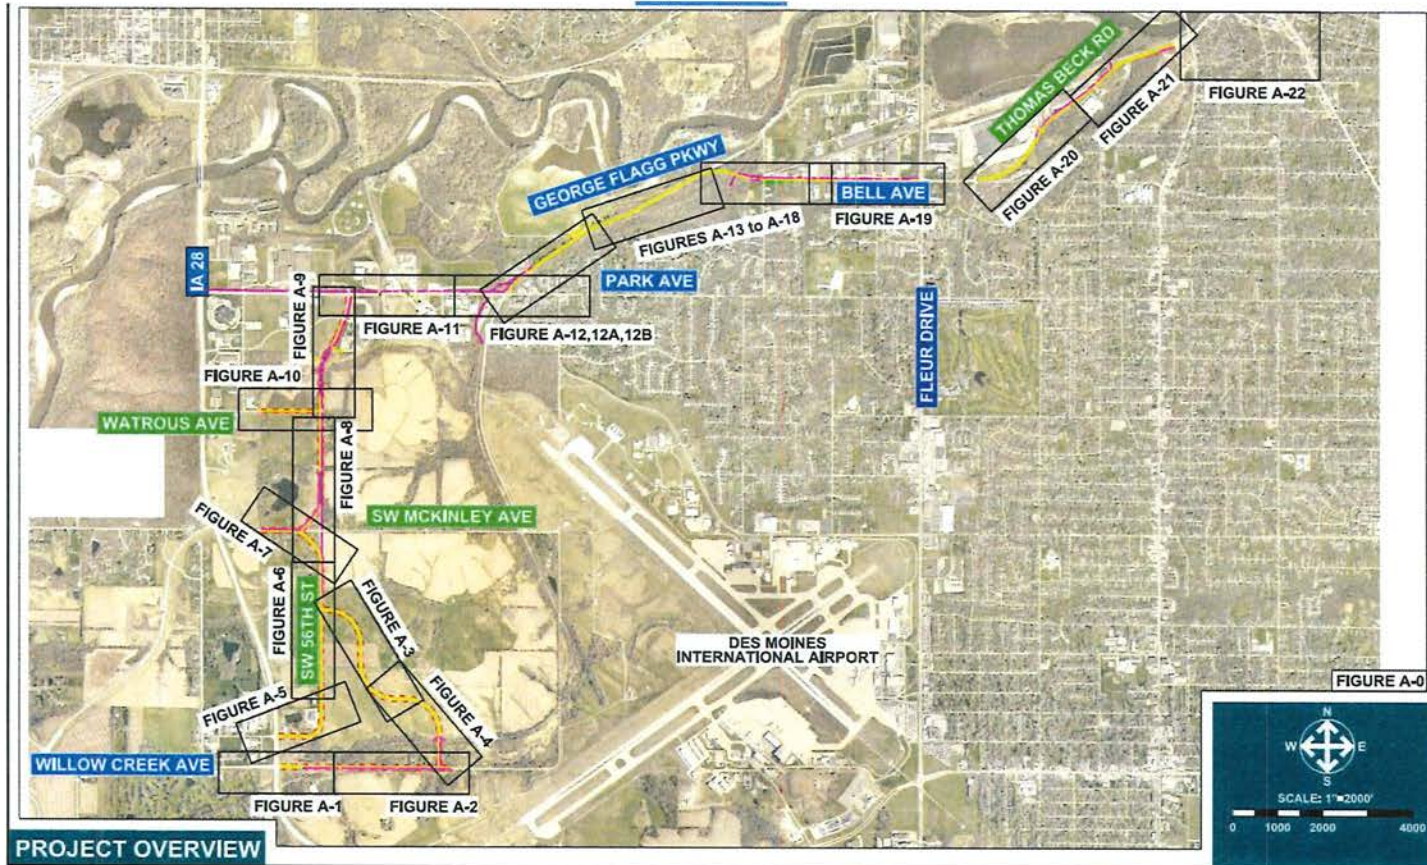 THOMAS BECK RD
FIGURE A-22
FIGURE A-21
FIGURE A-20
GEORGE FLAGG PKWY
BELL AVE
FIGURE A-19
FIGURES A-13 to A-18
IA 28
FIGURE A-9
PARK AVE
FIGURE A-11
FIGURE A-12,12A,12B
FLEUR DRIVE
FIGURE A-10
WATROUS AVE
FIGURE A-8
SW MCKINLEY AVE
FIGURE A-7
FIGURE A-6
SW 56TH ST
FIGURE A-3
DES MOINES
INTERNATIONAL AIRPORT
FIGURE A-4
FIGURE A-5
WILLOW CREEK AVE
FIGURE A-1
FIGURE A-2
FIGURE A-0
N
W
E
S
SCALE: 1"=2000'
0 1000 2000 4000
PROJECT OVERVIEW